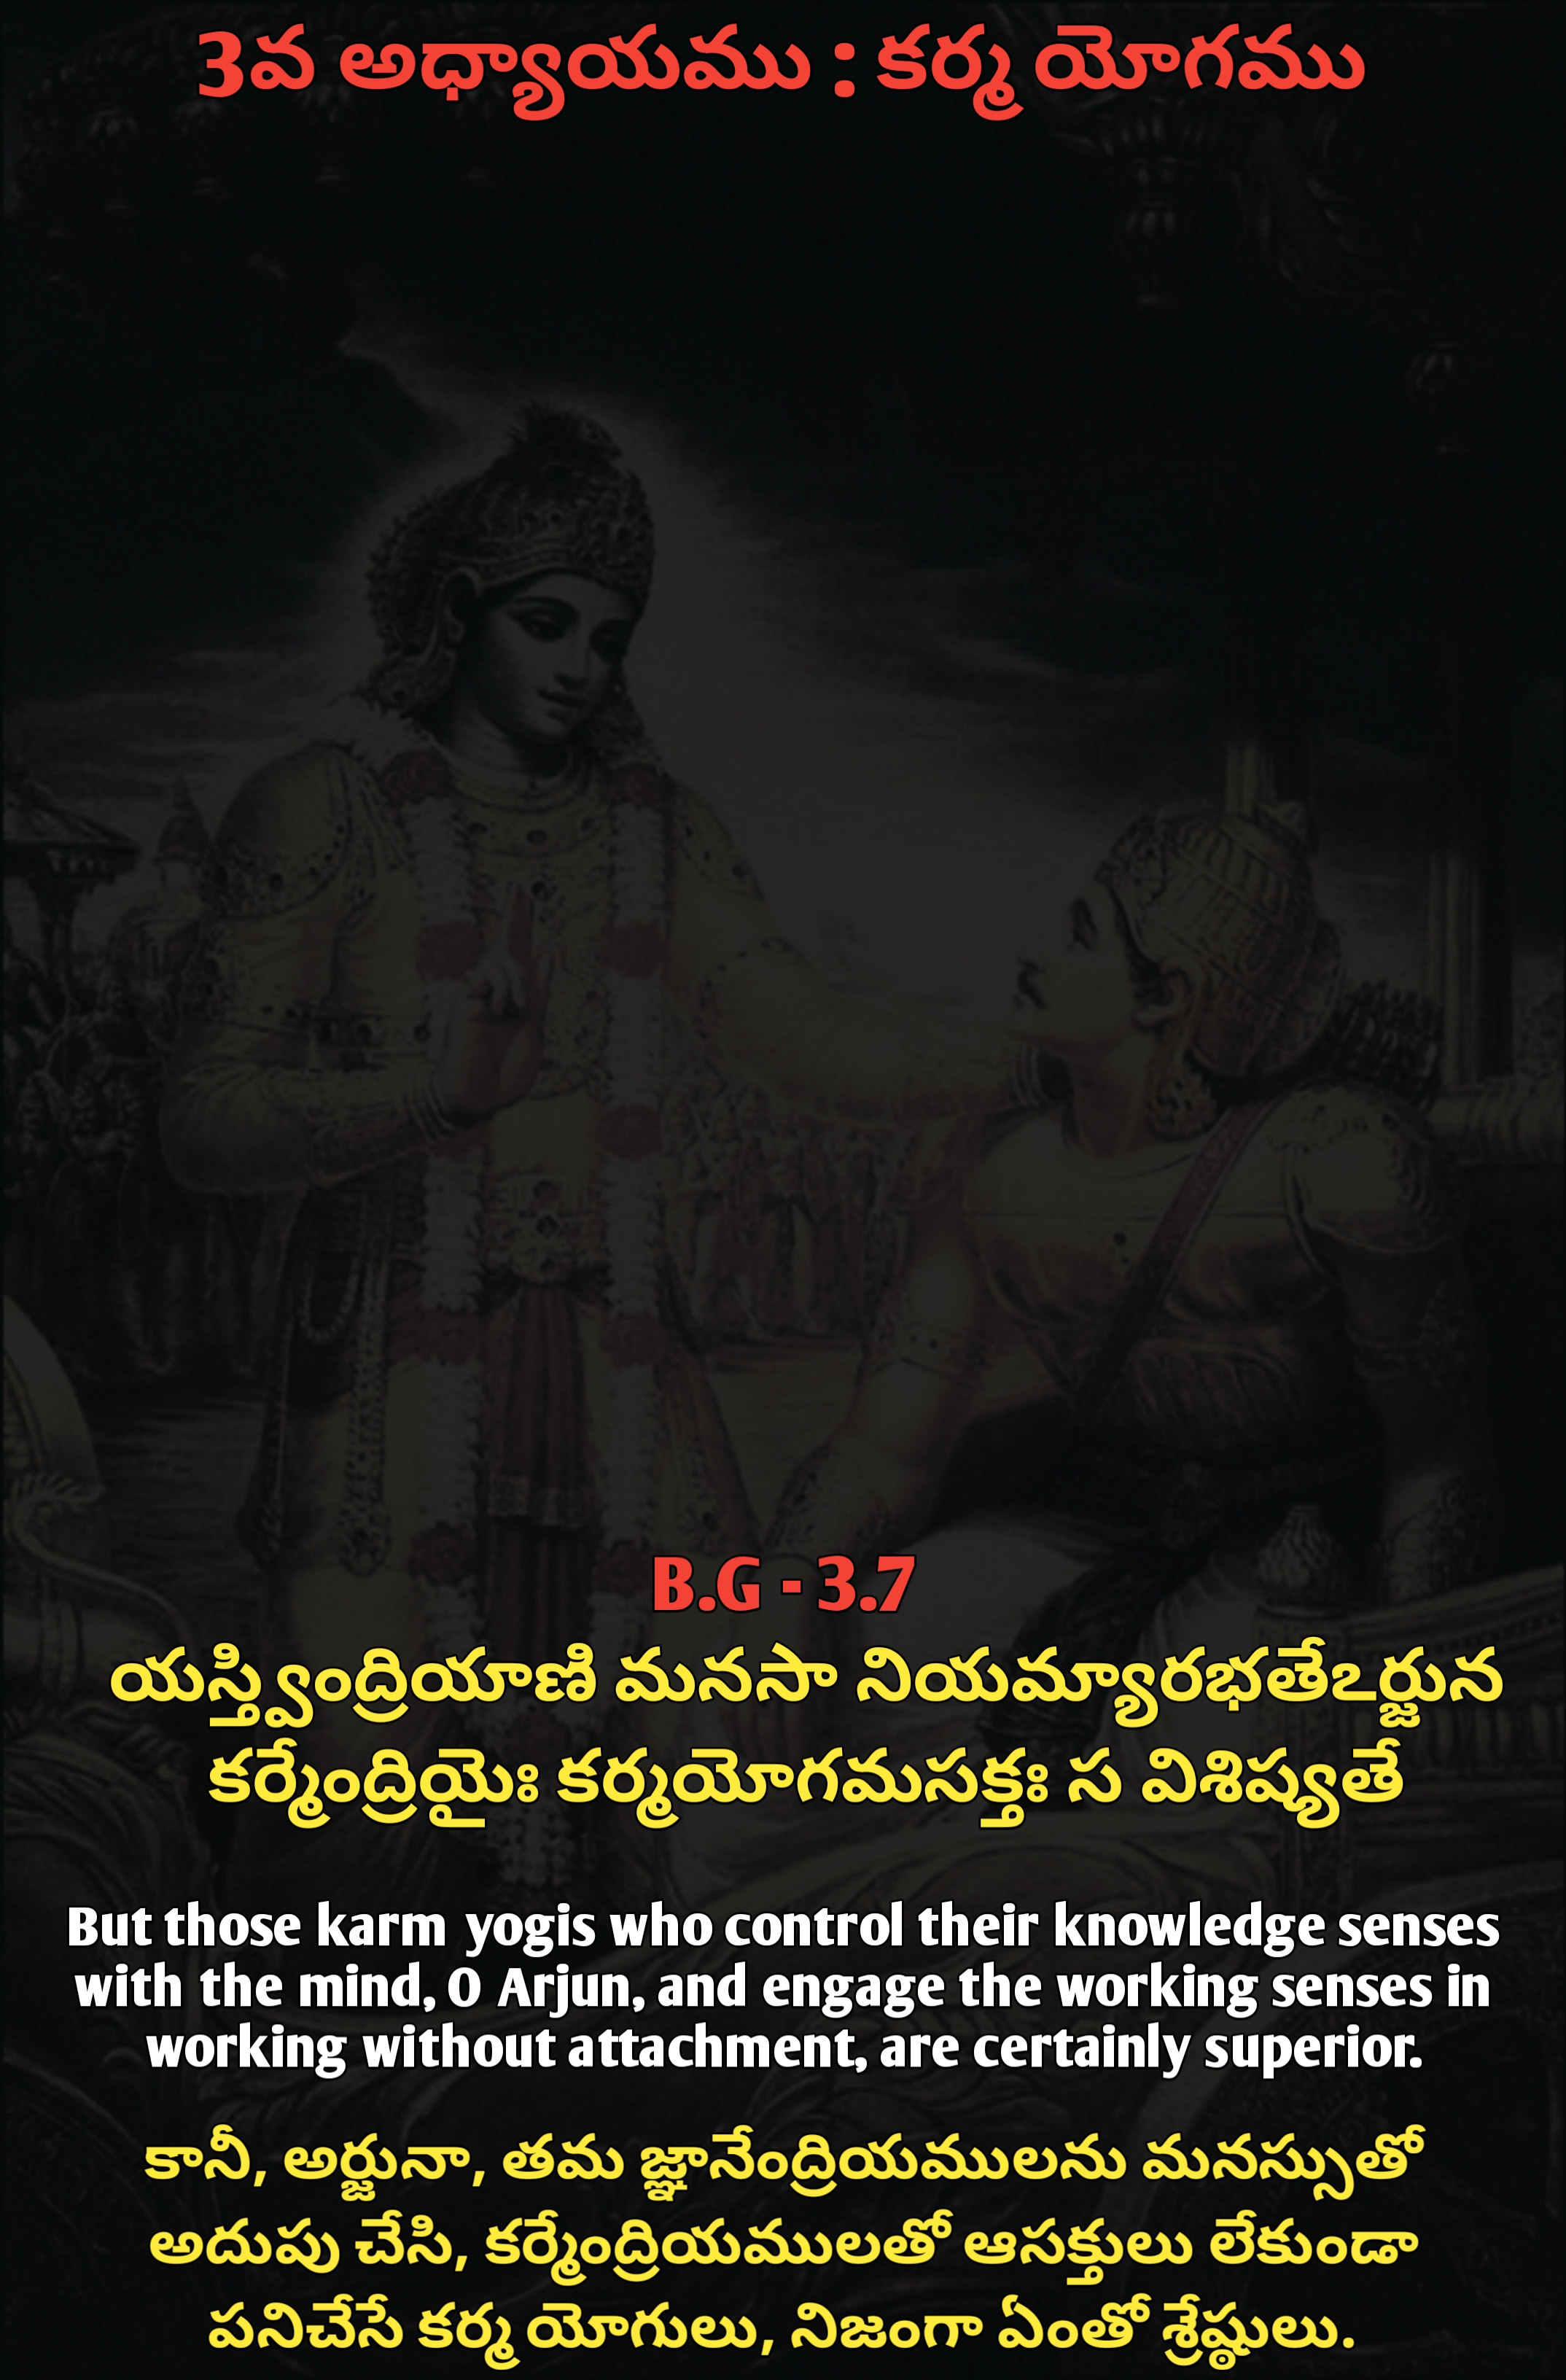 3వ అధ్యాయము : కర్మ యోగము
B.G - 3.7
యస్త్వింద్రియాణి మనసా నియమ్యారభతేఽర్జున
కర్మేంద్రియైః కర్మయోగమసక్తః స విశిష్యతే
But those karm yogis who control their knowledge senses
with the mind, O Arjun, and engage the working senses in
working without attachment, are certainly superior.
కానీ, అర్జునా, తమ జ్ఞానేంద్రియములను మనస్సుతో
అదుపు చేసి, కర్మేంద్రియములతో ఆసక్తులు లేకుండా
పనిచేసే కర్మ యోగులు, నిజంగా ఏంతో శ్రేష్ఠులు.